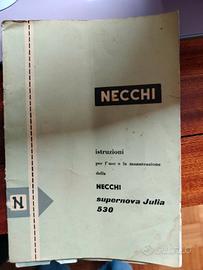 NECCHI
istruzioni
per l'uso e la manutenzione
della
NECCHI
supernova Julia
530
N